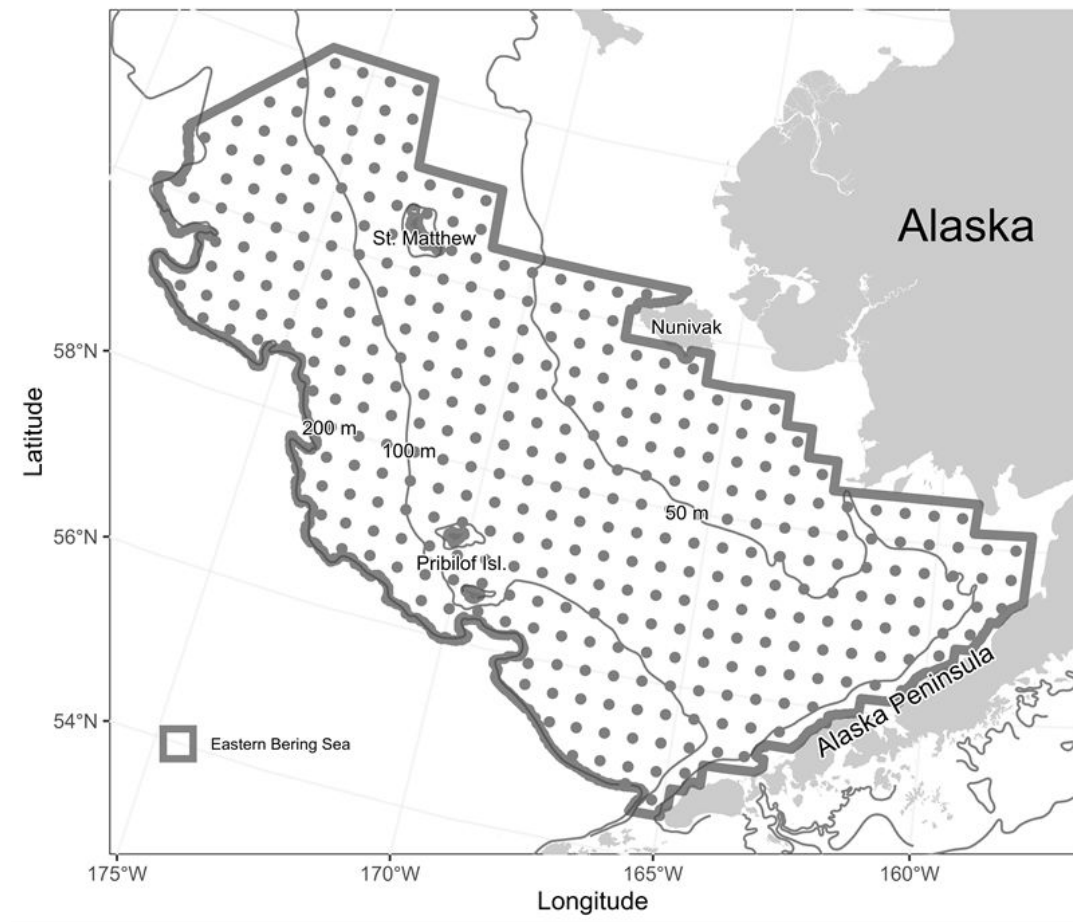 Alaska
St. Matthew
Nunivak
58°N
200 m
100 m
50 m
Latitude
56°N
Pribilof Isl.
Alaska Peninsula
54°N
Eastern Bering Sea
175°W
170°W
165°W
160°W
Longitude